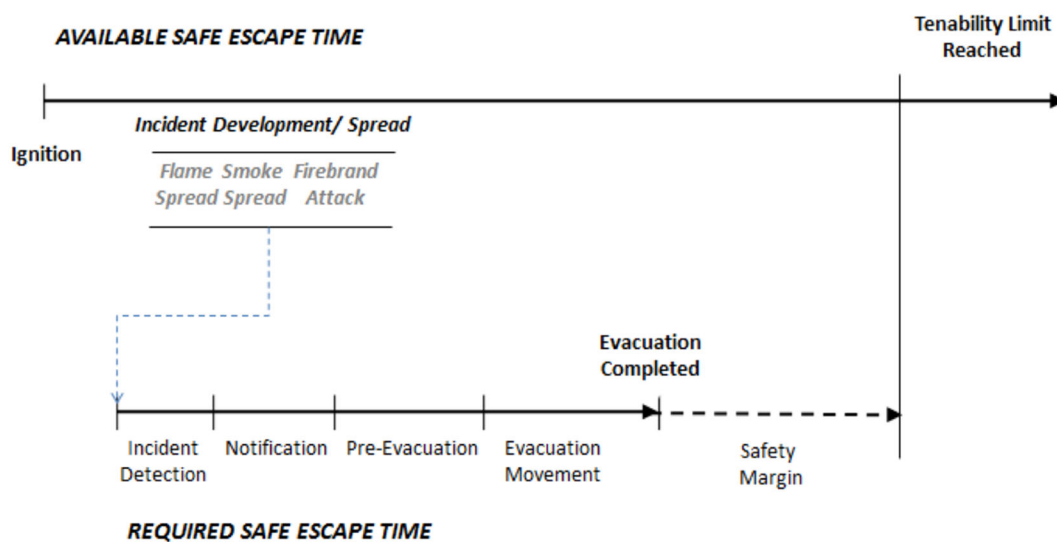 AVAILABLE SAFE ESCAPE TIME
Tenability Limit
Reached
Ignition
Incident Development/ Spread
Flame Smoke Firebrand
Spread Spread Attack
Evacuation
Completed
Incident
Detection
Notification
Pre-Evacuation
Evacuation
Movement
Safety
Margin
REQUIRED SAFE ESCAPE TIME